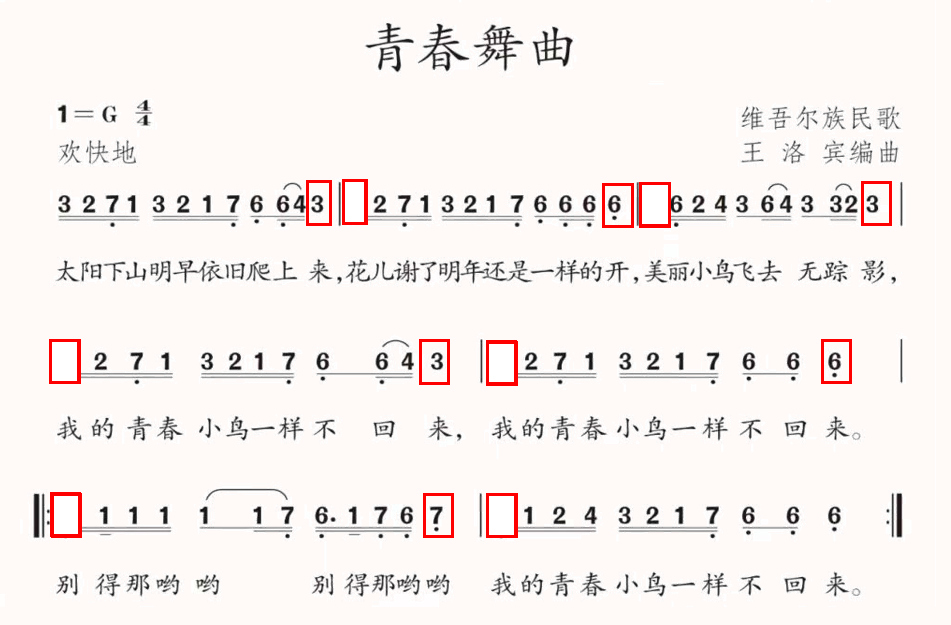 青春舞曲
1=G 4/4
维吾尔族民歌
欢快地
王 洛 宾编曲
3 2 7 1 3 2 1 7 6 6 4 3 2 7 1 3 2 1 7 6 6 6 6 6 2 4 3 6 4 3 3 2 3
太阳下山明早依旧爬上 来,花儿谢了明年还是一样的开,美丽小鸟飞去 无踪 影,
2 7 1 3 2 1 7 6 6 4 3 2 7 1 3 2 1 7 6 6 6
我的青春 小鸟一样 不 回 来, 我的青春 小鸟一样 不 回 来。
1 1 1 1 1 7 6· 1 7 6 7 1 2 4 3 2 1 7 6 6 6
别 得那哟 哟 别 得那哟哟 我的青春 小鸟一样 不 回 来。